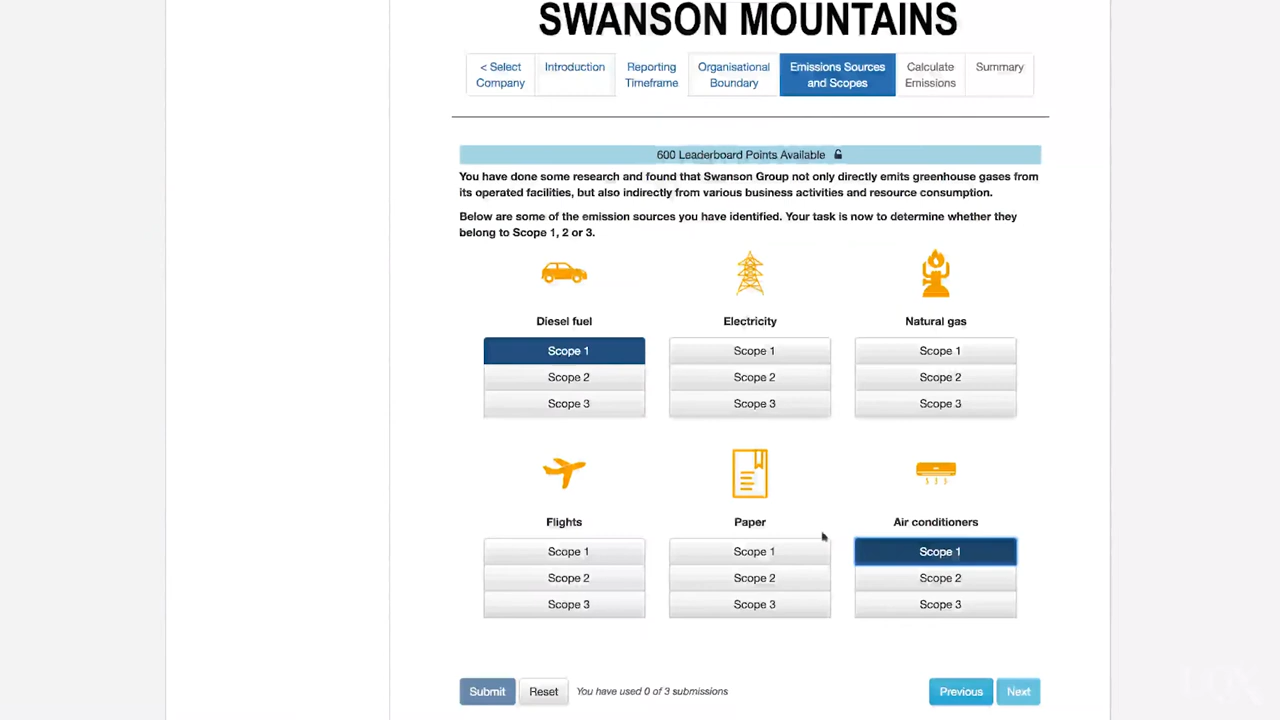 SWANSON MOUNTAINS
< Select Company
Introduction
Reporting Timeframe
Organisational Boundary
Emissions Sources and Scopes
Calculate Emissions
Summary
600 Leaderboard Points Available
You have done some research and found that Swanson Group not only directly emits greenhouse gases from
its operated facilities, but also indirectly from various business activities and resource consumption.
Below are some of the emission sources you have identified. Your task is now to determine whether they
belong to Scope 1, 2 or 3.
Diesel fuel
Scope 1
Scope 2
Scope 3
Electricity
Scope 1
Scope 2
Scope 3
Natural gas
Scope 1
Scope 2
Scope 3
Flights
Scope 1
Scope 2
Scope 3
Paper
Scope 1
Scope 2
Scope 3
Air conditioners
Scope 1
Scope 2
Scope 3
Submit
Reset
You have used 0 of 3 submissions
Previous
Next